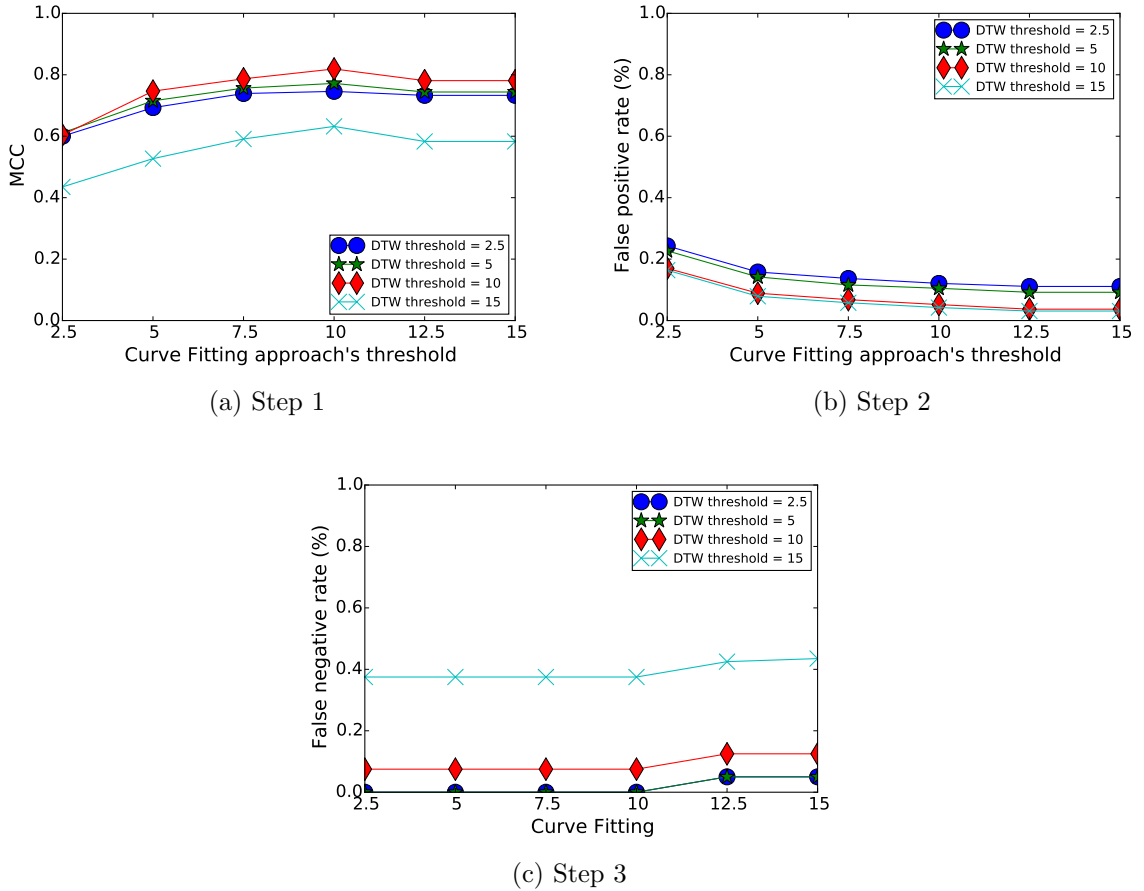 1.0
0.8
0.6
0.4
0.2
0.0
MCC
2.5 5 7.5 10 12.5 15
Curve Fitting approach's threshold
DTW threshold = 2.5
DTW threshold = 5
DTW threshold = 10
DTW threshold = 15
(a) Step 1
1.0
0.8
0.6
0.4
0.2
0.0
False positive rate (%)
2.5 5 7.5 10 12.5 15
Curve Fitting approach's threshold
DTW threshold = 2.5
DTW threshold = 5
DTW threshold = 10
DTW threshold = 15
(b) Step 2
1.0
0.8
0.6
0.4
0.2
0.0
False negative rate (%)
2.5 5 7.5 10 12.5 15
Curve Fitting
DTW threshold = 2.5
DTW threshold = 5
DTW threshold = 10
DTW threshold = 15
(c) Step 3